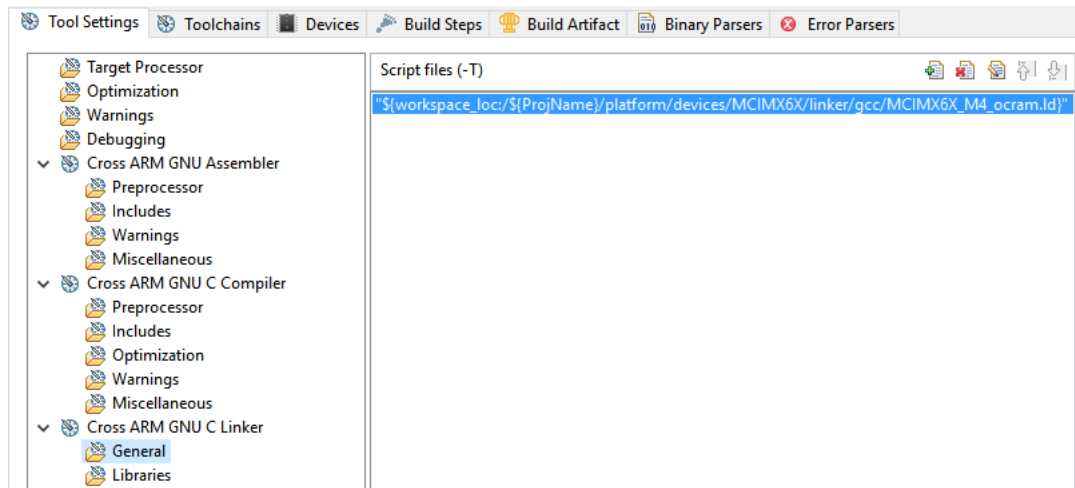 Tool Settings Toolchains Devices Build Steps Build Artifact Binary Parsers Error Parsers
Target Processor
Optimization
Warnings
Debugging
Cross ARM GNU Assembler
Preprocessor
Includes
Warnings
Miscellaneous
Cross ARM GNU C Compiler
Preprocessor
Includes
Optimization
Warnings
Miscellaneous
Cross ARM GNU C Linker
General
Libraries
Script files (-T)
"${workspace_loc:/${ProjName}/platform/devices/MCIMX6X/linker/gcc/MCIMX6X_M4_ocram.ld}"